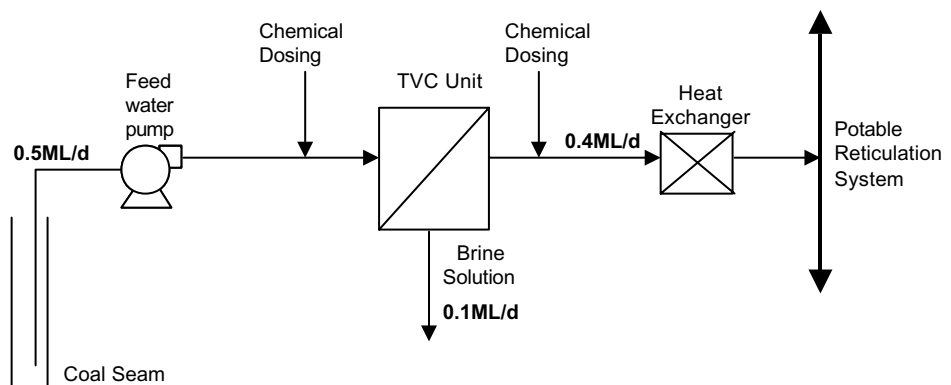 Chemical
Dosing
Chemical
Dosing
TVC Unit
Feed
water
pump
Heat
Exchanger
0.5ML/d
0.4ML/d
Potable
Reticulation
System
Brine
Solution
0.1ML/d
Coal Seam